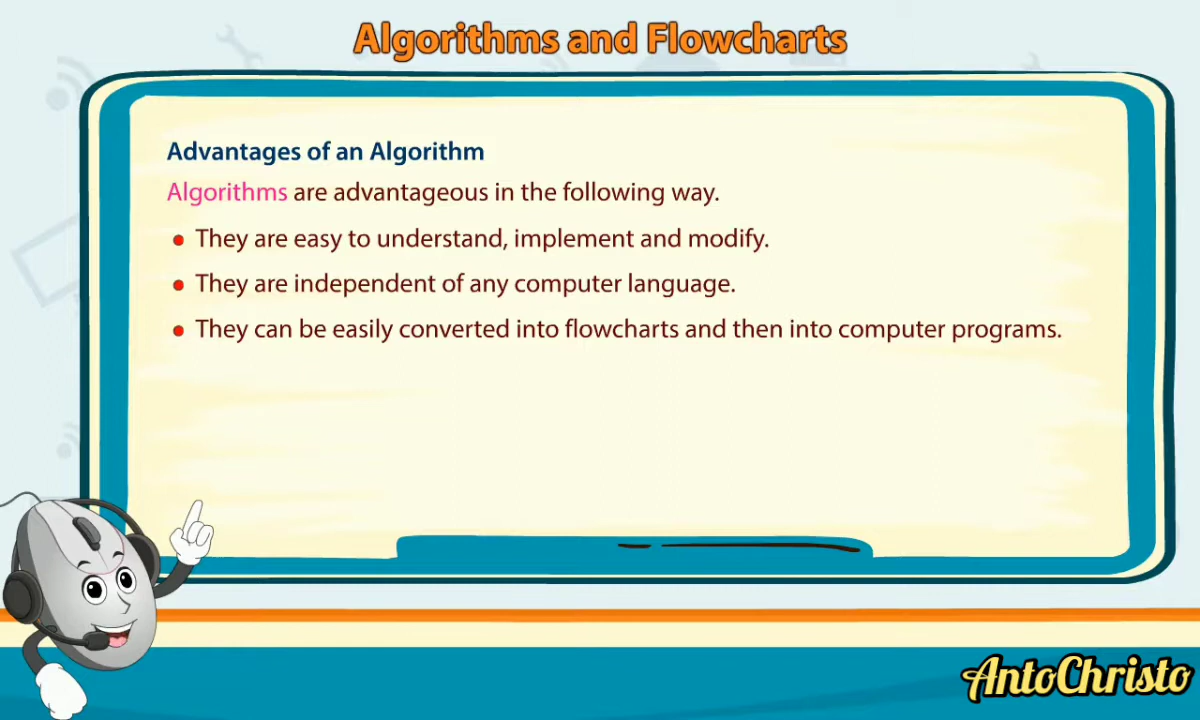 Algorithms and Flowcharts
Advantages of an Algorithm
Algorithms are advantageous in the following way.
• They are easy to understand, implement and modify.
• They are independent of any computer language.
• They can be easily converted into flowcharts and then into computer programs.
AntoChristo